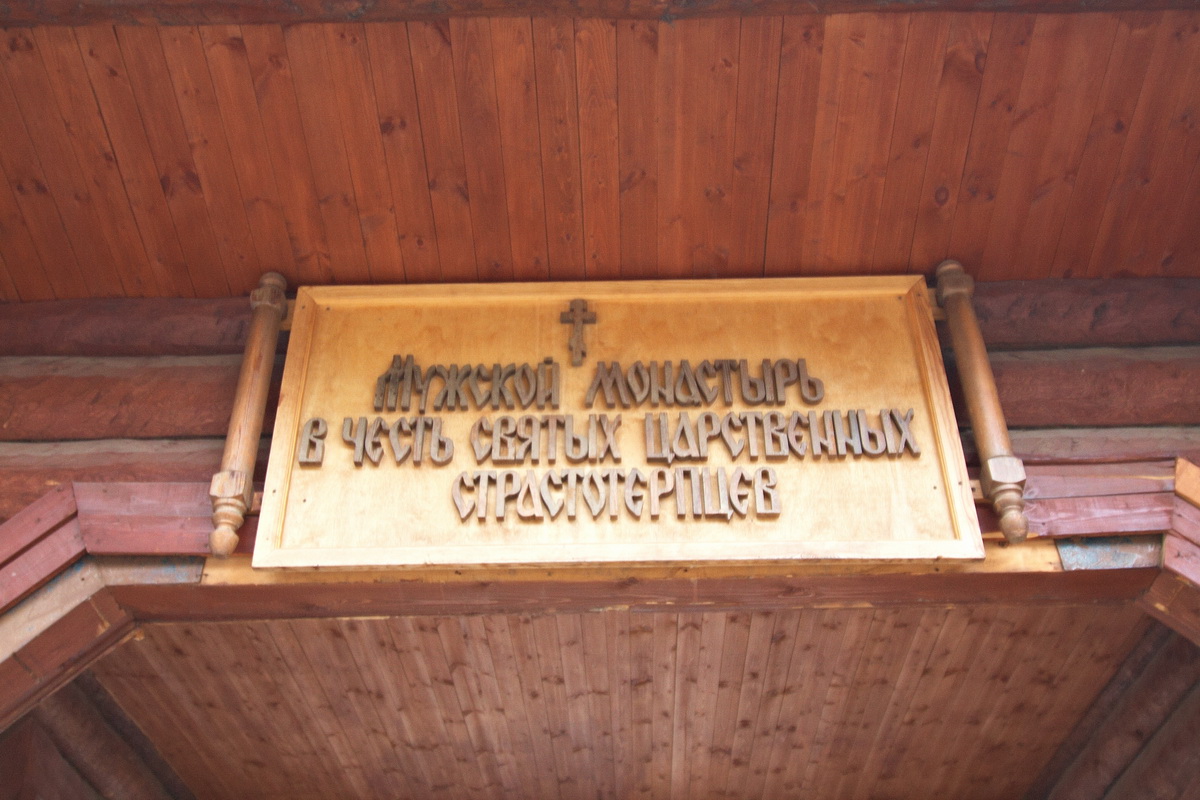 Мужской монастырь
в честь святых царственных
страстотерпцев